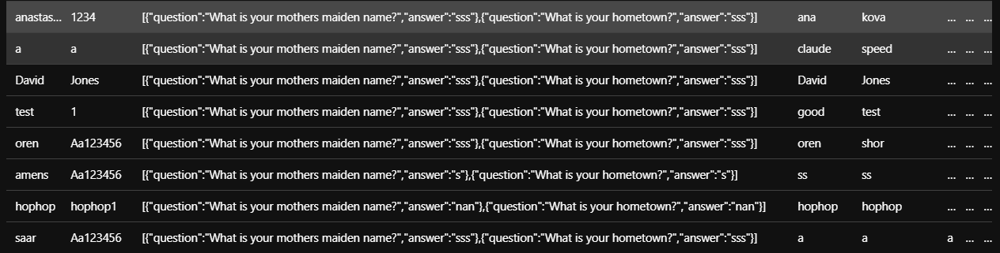 anastas... 1234 [{"question":"What is your mothers maiden name?","answer":"sss"},{"question":"What is your hometown?","answer":"sss"}] ana kova ... ... ...
a a [{"question":"What is your mothers maiden name?","answer":"sss"},{"question":"What is your hometown?","answer":"sss"}] claude speed ... ... ...
David Jones [{"question":"What is your mothers maiden name?","answer":"sss"},{"question":"What is your hometown?","answer":"sss"}] David Jones ... ... ...
test 1 [{"question":"What is your mothers maiden name?","answer":"sss"},{"question":"What is your hometown?","answer":"sss"}] good test ... ... ...
oren Aa123456 [{"question":"What is your mothers maiden name?","answer":"sss"},{"question":"What is your hometown?","answer":"sss"}] oren shor ... ... ...
amens Aa123456 [{"question":"What is your mothers maiden name?","answer":"s"},{"question":"What is your hometown?","answer":"s"}] ss ss ... ... ...
hophop hophop1 [{"question":"What is your mothers maiden name?","answer":"nan"},{"question":"What is your hometown?","answer":"nan"}] hophop hophop ... ... ...
saar Aa123456 [{"question":"What is your mothers maiden name?","answer":"sss"},{"question":"What is your hometown?","answer":"sss"}] a a a ... ...